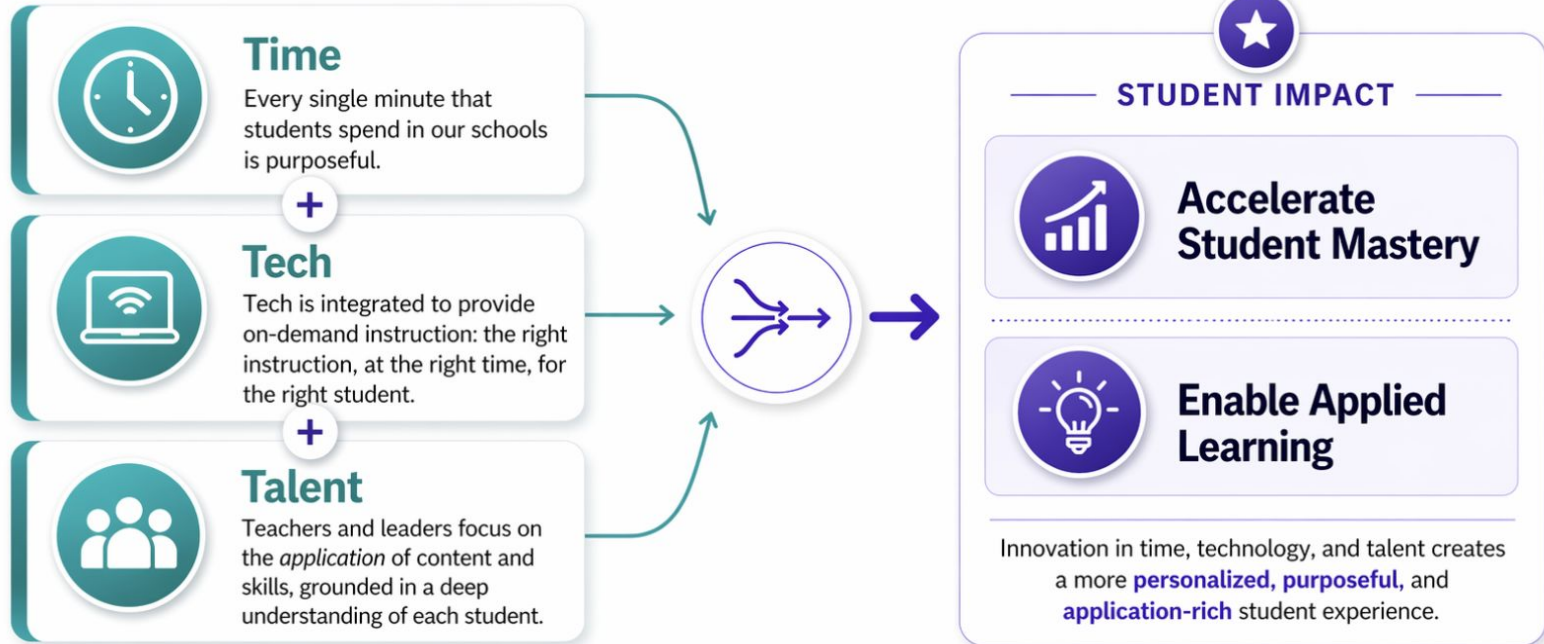 Time
Every single minute that
students spend in our schools
is purposeful.
+
Tech
Tech is integrated to provide
on-demand instruction: the right
instruction, at the right time, for
the right student.
+
Talent
Teachers and leaders focus on
the application of content and
skills, grounded in a deep
understanding of each student.
STUDENT IMPACT
Accelerate
Student Mastery
Enable Applied
Learning
Innovation in time, technology, and talent creates
a more personalized, purposeful, and
application-rich student experience.